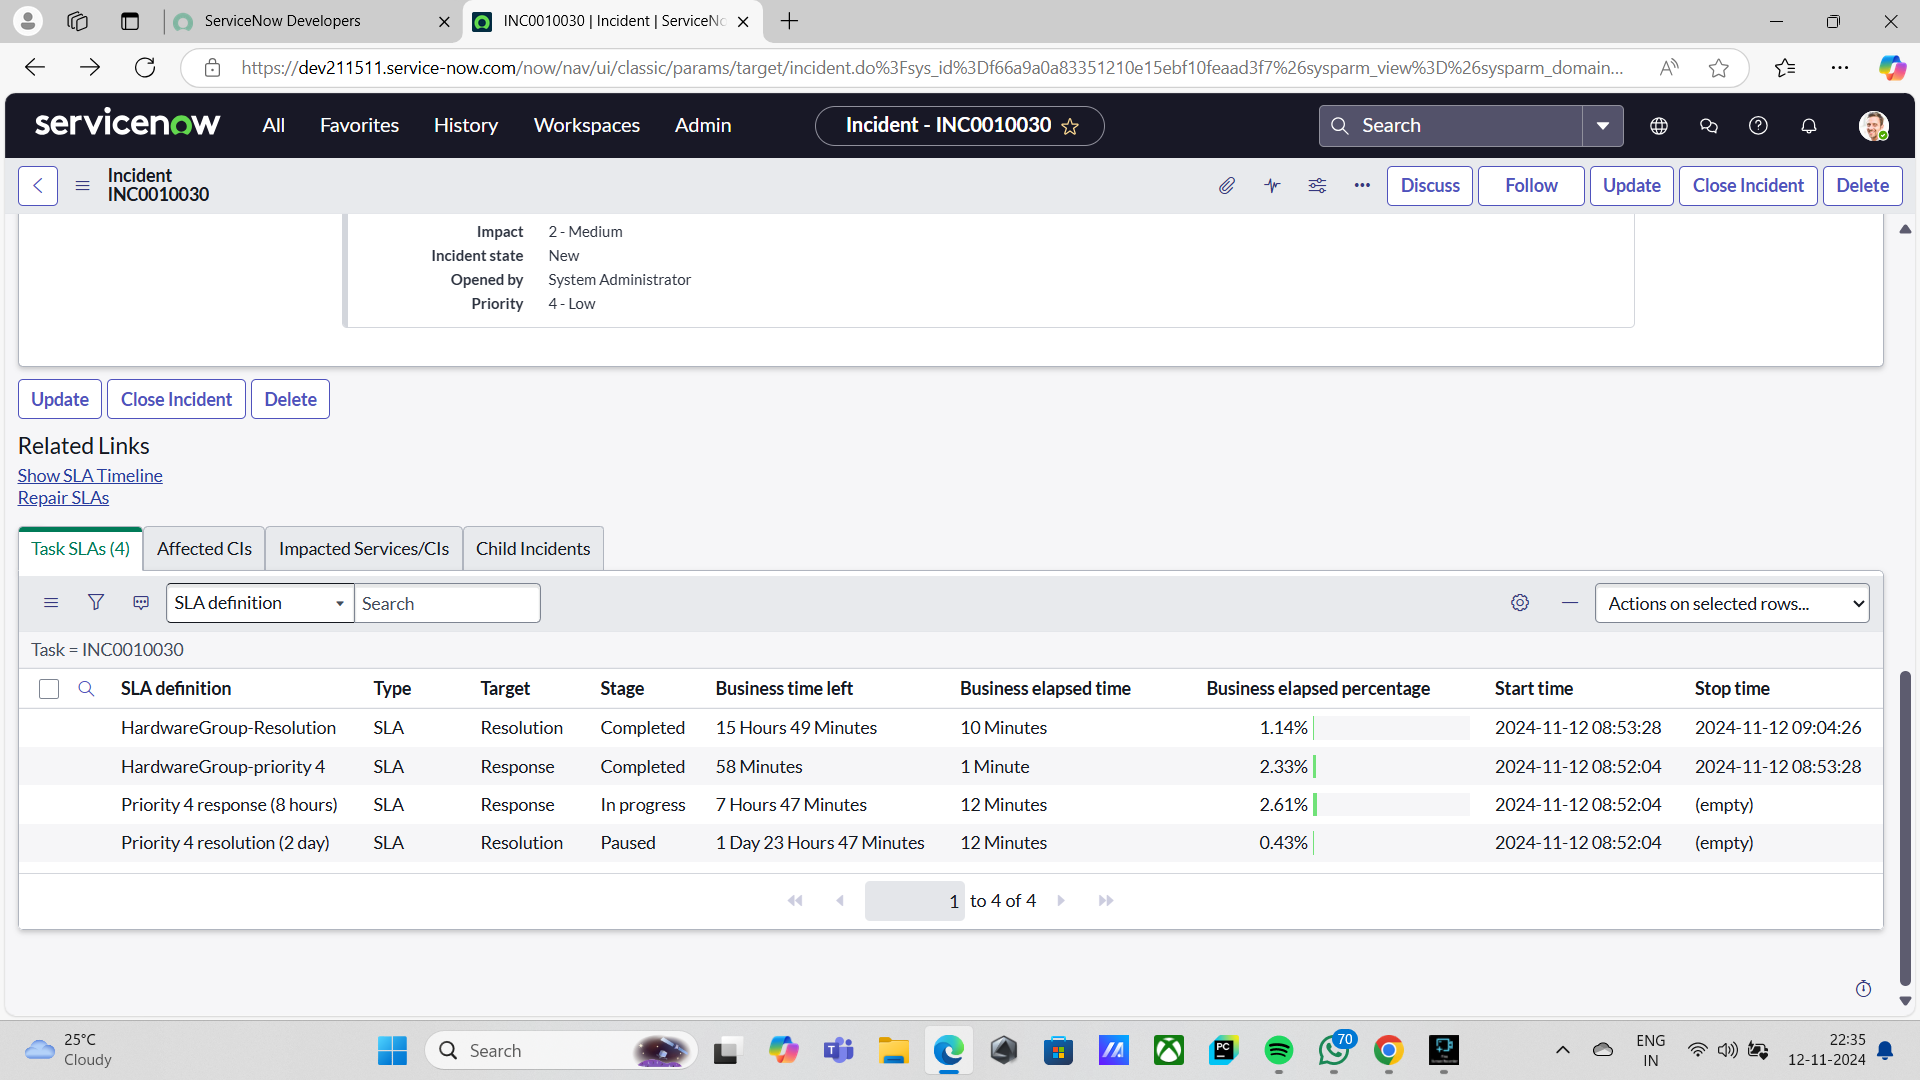 ServiceNow Developers
INC0010030 | Incident | ServiceNo
https://dev211511.service-now.com/now/nav/ui/classic/params/target/incident.do%3Fsys_id%3Df66a9a0a83351210e15ebf10feaad3f7%26sysparm_view%3D%26sysparm_domain...
servicenow
All
Favorites
History
Workspaces
Admin
Incident - INC0010030
Search
Incident
INC0010030
Discuss
Follow
Update
Close Incident
Delete
Impact 2 - Medium
Incident state New
Opened by System Administrator
Priority 4 - Low
Update
Close Incident
Delete
Related Links
Show SLA Timeline
Repair SLAs
Task SLAs (4)
Affected CIs
Impacted Services/CIs
Child Incidents
SLA definition
Search
Actions on selected rows...
Task = INC0010030
SLA definition Type Target Stage Business time left Business elapsed time Business elapsed percentage Start time Stop time
HardwareGroup-Resolution SLA Resolution Completed 15 Hours 49 Minutes 10 Minutes 1.14% 2024-11-12 08:53:28 2024-11-12 09:04:26
HardwareGroup-priority 4 SLA Response Completed 58 Minutes 1 Minute 2.33% 2024-11-12 08:52:04 2024-11-12 08:53:28
Priority 4 response (8 hours) SLA Response In progress 7 Hours 47 Minutes 12 Minutes 2.61% 2024-11-12 08:52:04 (empty)
Priority 4 resolution (2 day) SLA Resolution Paused 1 Day 23 Hours 47 Minutes 12 Minutes 0.43% 2024-11-12 08:52:04 (empty)
1 to 4 of 4
25°C
Cloudy
Search
PC
70
ENG
IN
22:35
12-11-2024